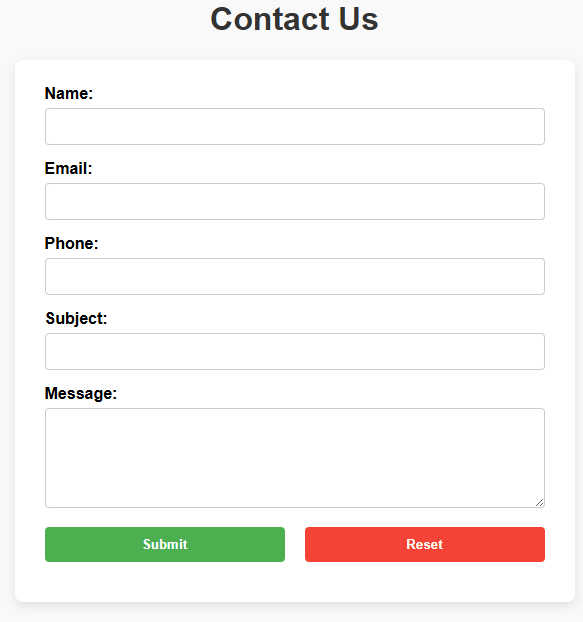 Contact Us
Name:
Email:
Phone:
Subject:
Message:
Submit Reset